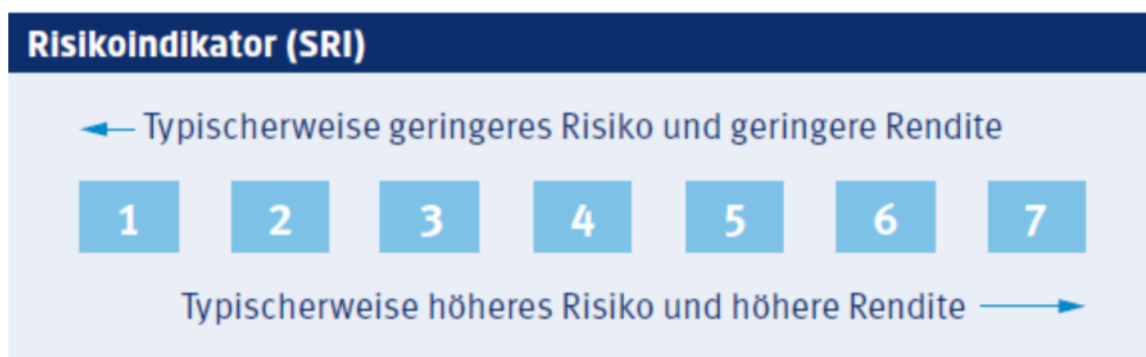 Risikoindikator (SRI)
Typischerweise geringeres Risiko und geringere Rendite
1 2 3 4 5 6 7
Typischerweise höheres Risiko und höhere Rendite